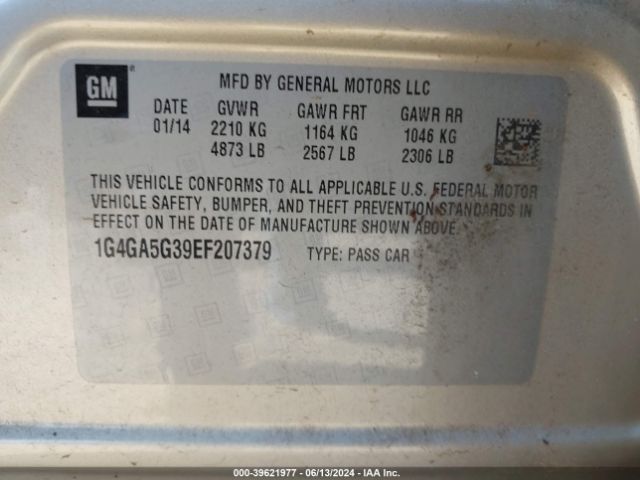 GM ®
MFD BY GENERAL MOTORS LLC
DATE GVWR GAWR FRT GAWR RR
01/14 2210 KG 1164 KG 1046 KG
4873 LB 2567 LB 2306 LB
THIS VEHICLE CONFORMS TO ALL APPLICABLE U.S. FEDERAL MOTOR
VEHICLE SAFETY, BUMPER, AND THEFT PREVENTION STANDARDS IN
EFFECT ON THE DATE OF MANUFACTURE SHOWN ABOVE.
1G4GA5G39EF207379 TYPE: PASS CAR
000-39621977 - 06/13/2024 - IAA Inc.